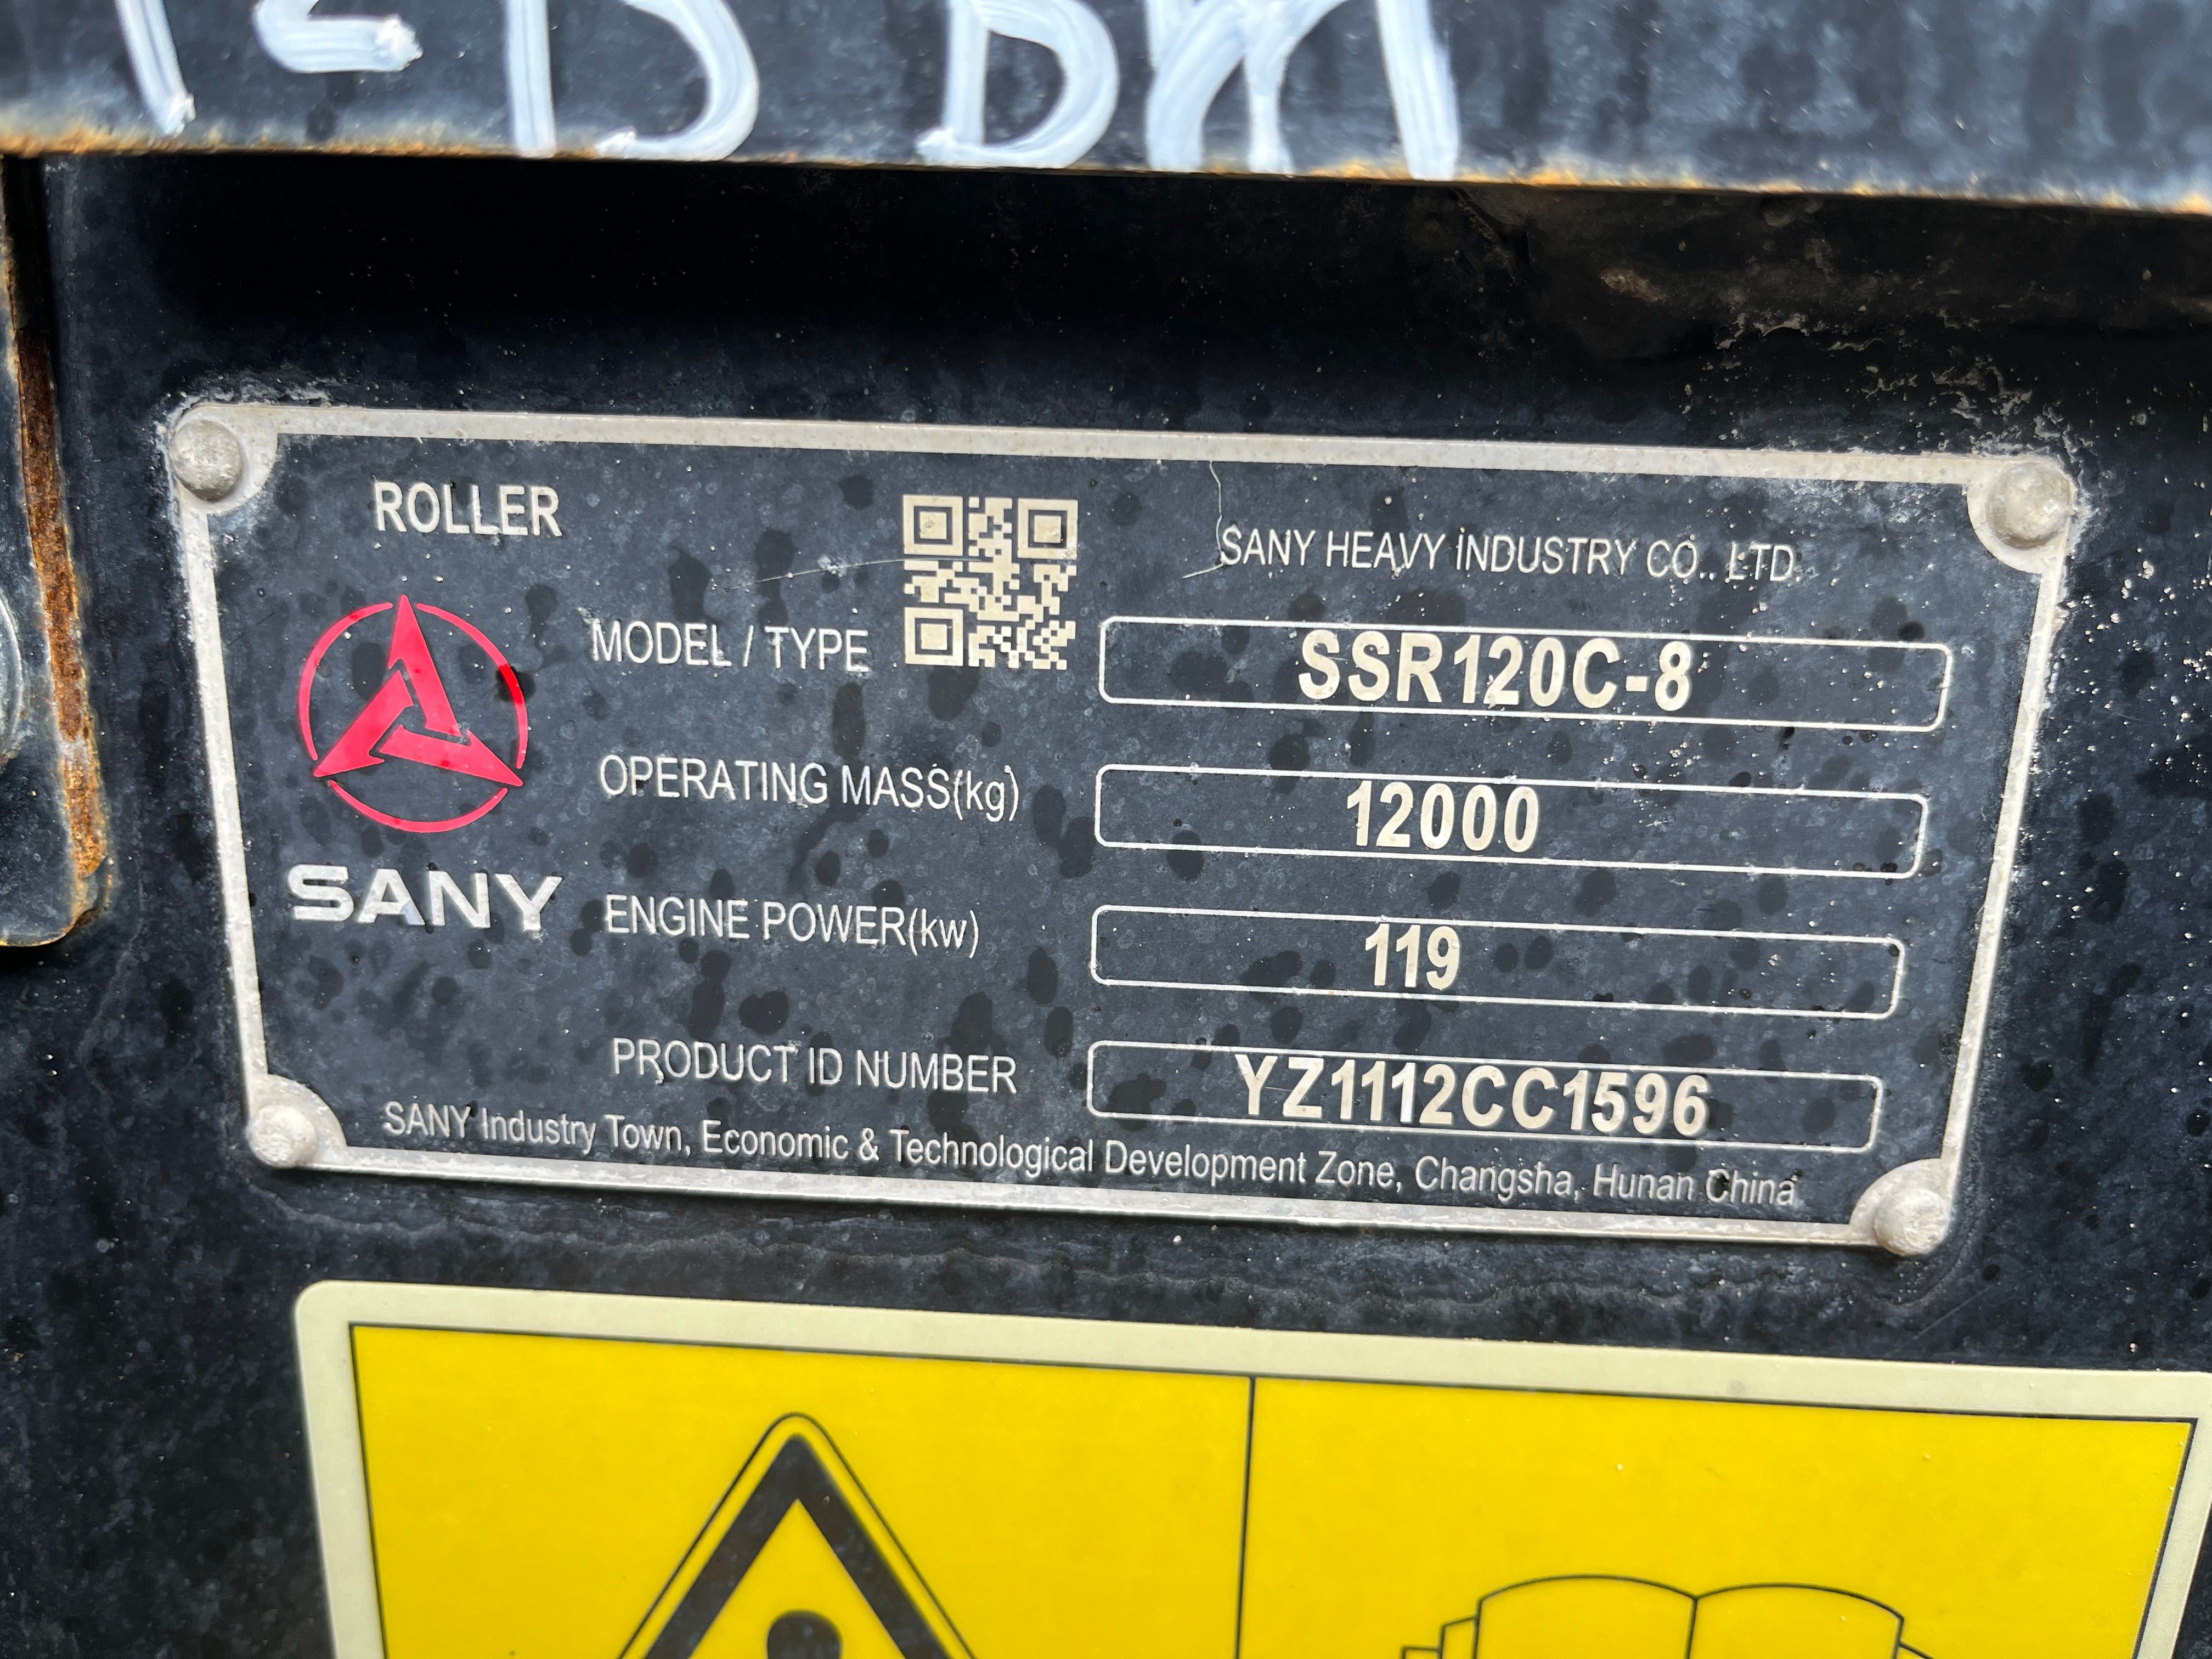 ROLLER
SANY HEAVY INDUSTRY CO., LTD.
MODEL / TYPE SSR120C-8
OPERATING MASS(kg) 12000
SANY
ENGINE POWER(kw) 119
PRODUCT ID NUMBER YZ1112CC1596
SANY Industry Town, Economic & Technological Development Zone, Changsha, Hunan China